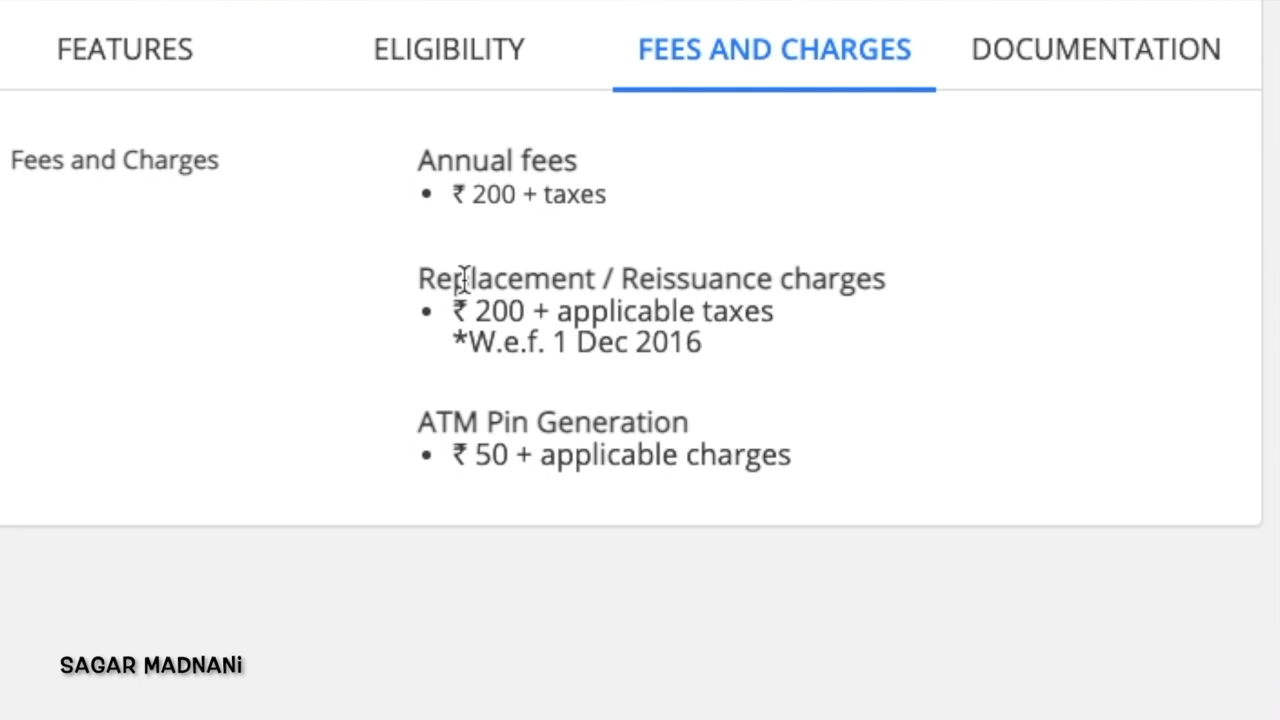 FEATURES ELIGIBILITY FEES AND CHARGES DOCUMENTATION
Fees and Charges
Annual fees
• ₹ 200 + taxes
Replacement / Reissuance charges
• ₹ 200 + applicable taxes
*W.e.f. 1 Dec 2016
ATM Pin Generation
• ₹ 50 + applicable charges
SAGAR MADNANi